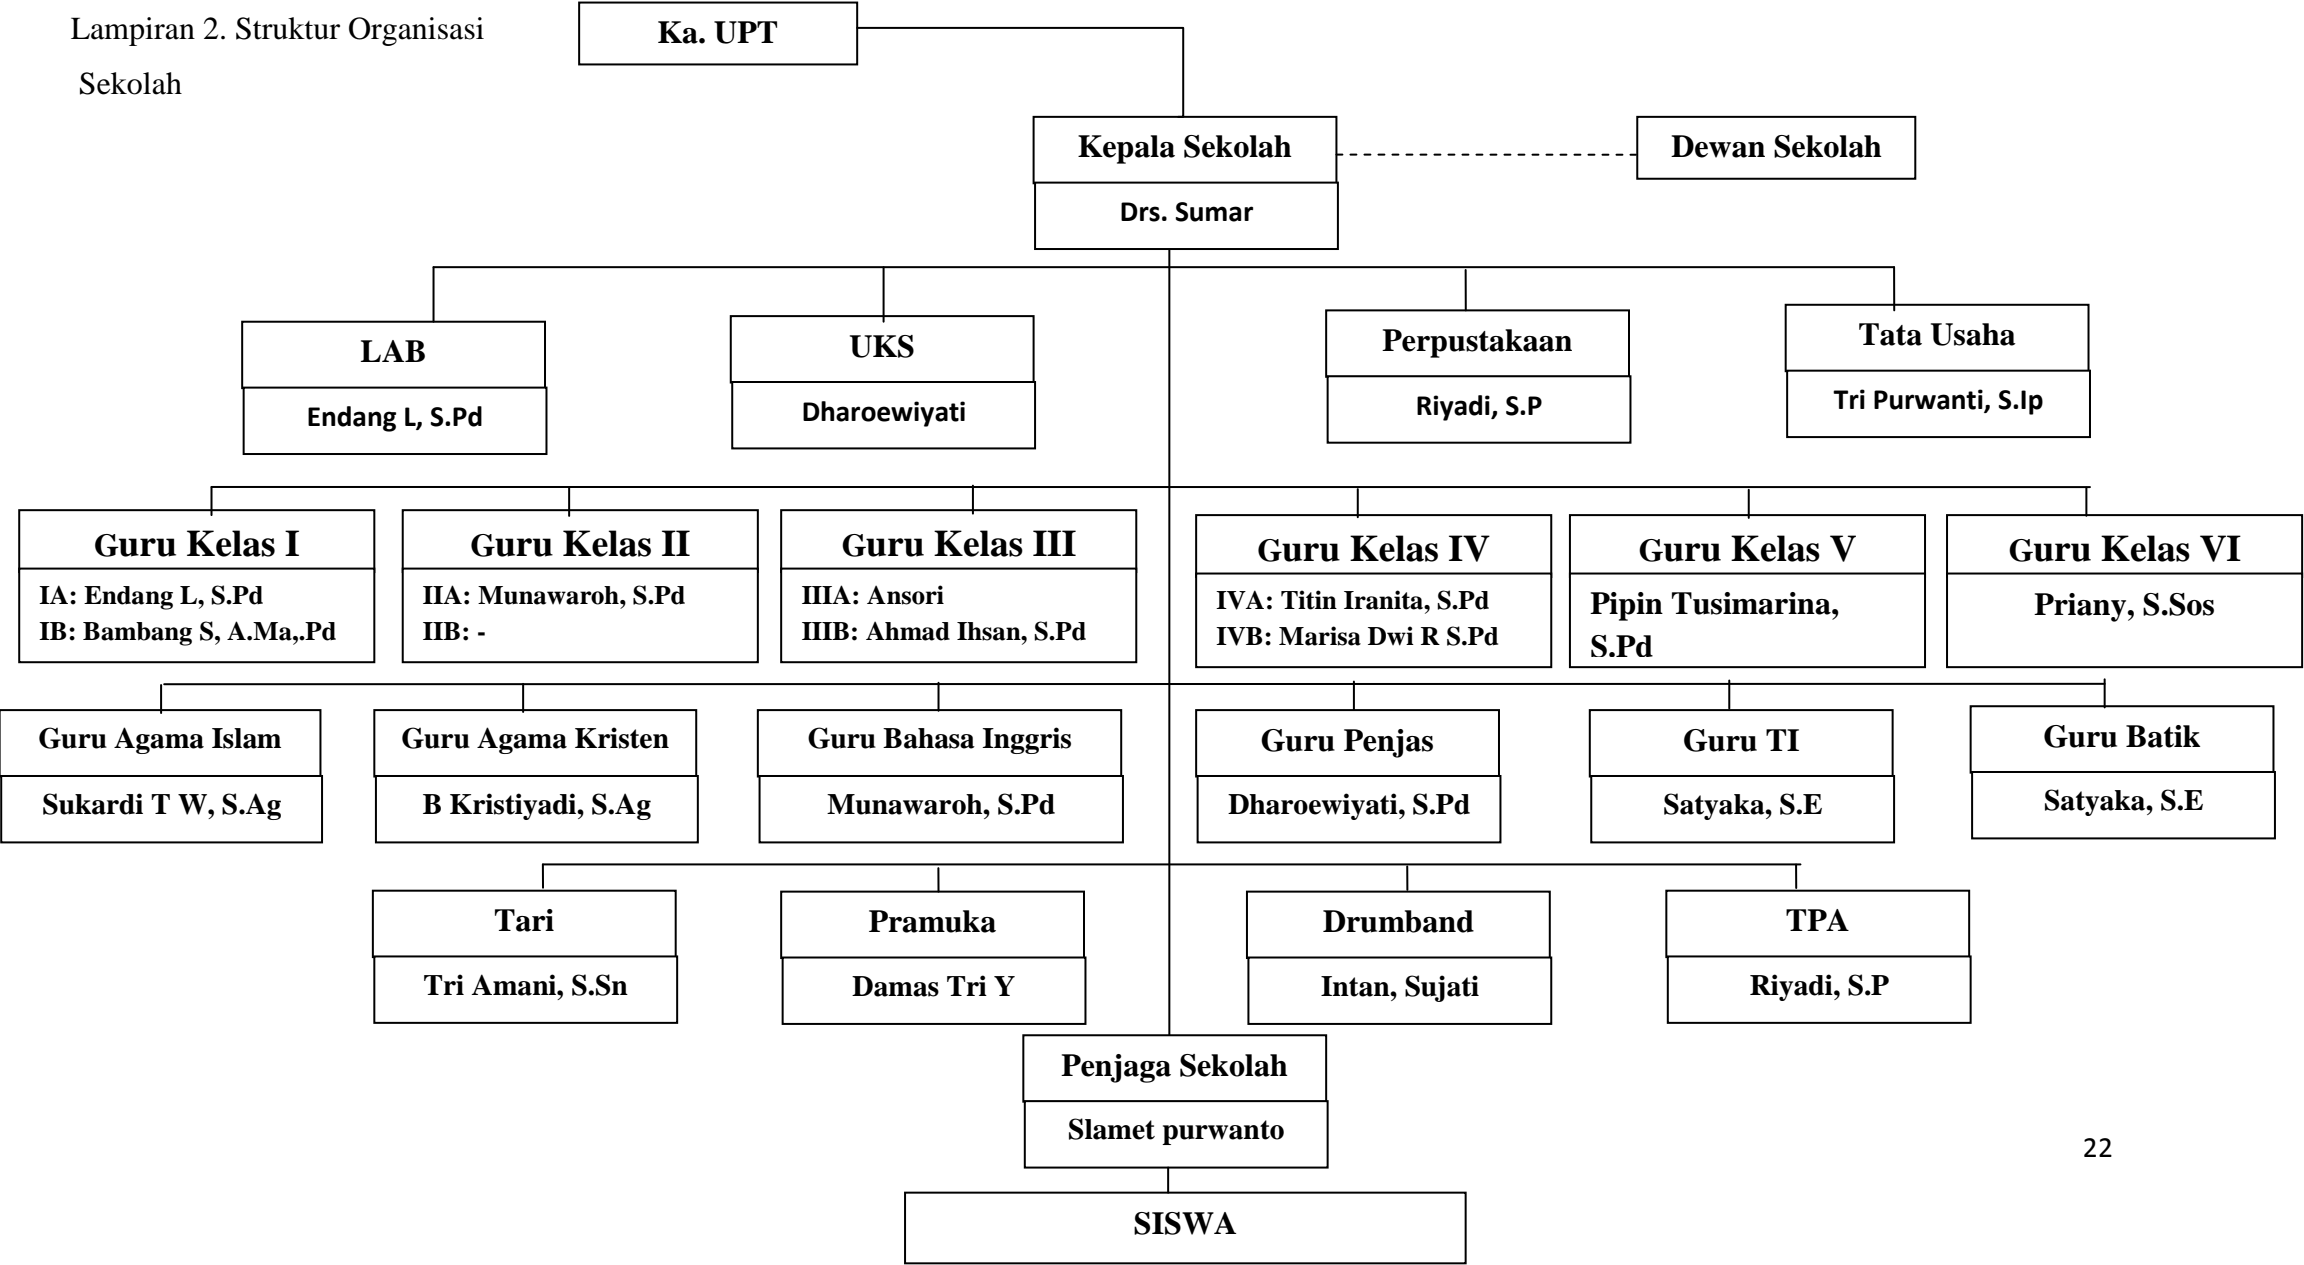 Lampiran 2. Struktur Organisasi
Sekolah
Ka. UPT
Kepala Sekolah
Drs. Sumar
Dewan Sekolah
LAB
Endang L, S.Pd
UKS
Dharoewiyati
Perpustakaan
Riyadi, S.P
Tata Usaha
Tri Purwanti, S.Ip
Guru Kelas I
IA: Endang L, S.Pd
IB: Bambang S, A.Ma,.Pd
Guru Kelas II
IIA: Munawaroh, S.Pd
IIB: -
Guru Kelas III
IIIA: Ansori
IIIB: Ahmad Ihsan, S.Pd
Guru Kelas IV
IVA: Titin Iranita, S.Pd
IVB: Marisa Dwi R S.Pd
Guru Kelas V
Pipin Tusimarina,
S.Pd
Guru Kelas VI
Priany, S.Sos
Guru Agama Islam
Sukardi T W, S.Ag
Guru Agama Kristen
B Kristiyadi, S.Ag
Guru Bahasa Inggris
Munawaroh, S.Pd
Guru Penjas
Dharoewiyati, S.Pd
Guru TI
Satyaka, S.E
Guru Batik
Satyaka, S.E
Tari
Tri Amani, S.Sn
Pramuka
Damas Tri Y
Drumband
Intan, Sujati
TPA
Riyadi, S.P
Penjaga Sekolah
Slamet purwanto
SISWA
22